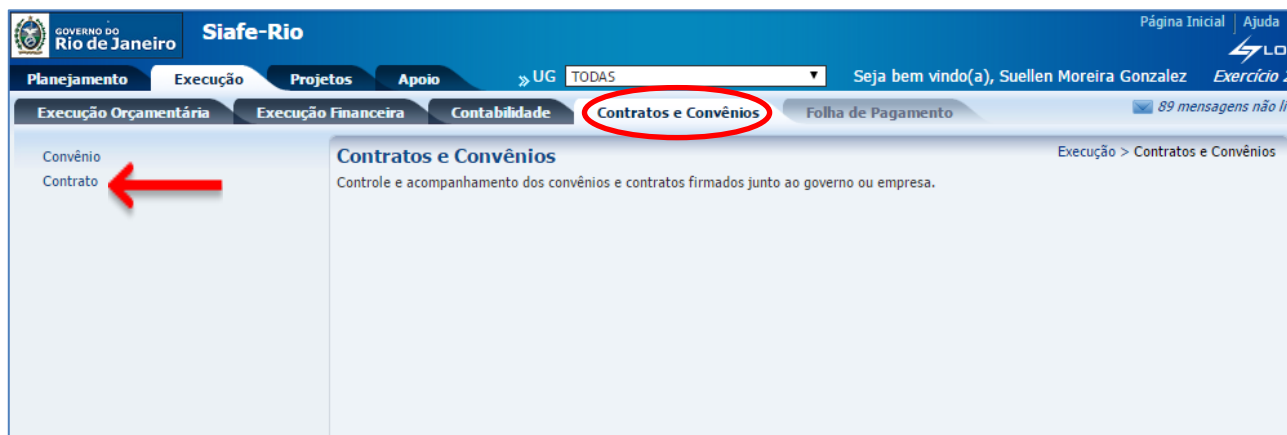 GOVERNO DO
Rio de Janeiro
Siafe-Rio
Página Inicial | Ajuda
Planejamento Execução Projetos Apoio
UG TODAS
Seja bem vindo(a), Suellen Moreira Gonzalez Exercício
Execução Orçamentária Execução Financeira Contabilidade Contratos e Convênios Folha de Pagamento
89 mensagens não
Convênio
Contrato
Contratos e Convênios
Execução > Contratos e Convênios
Controle e acompanhamento dos convênios e contratos firmados junto ao governo ou empresa.